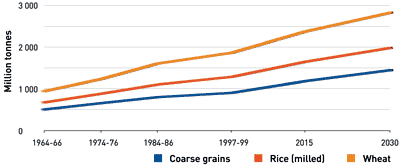 Million tonnes
3 000
2 000
1 000
0
1964-66
1974-76
1984-86
1997-99
2015
2030
Coarse grains
Rice (milled)
Wheat